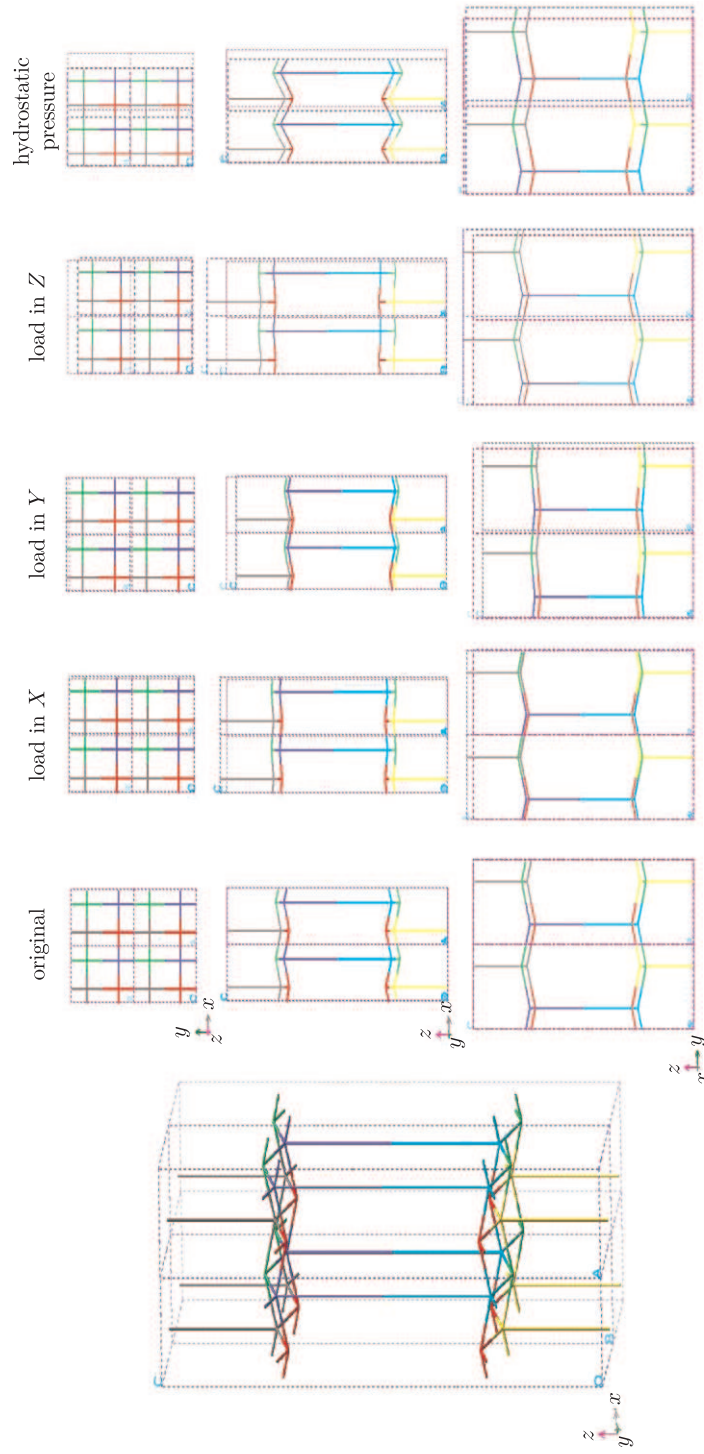 original
load in X
load in Y
load in Z
hydrostatic
pressure
y
z
x
z
y
x
z
x
y
z
y
x